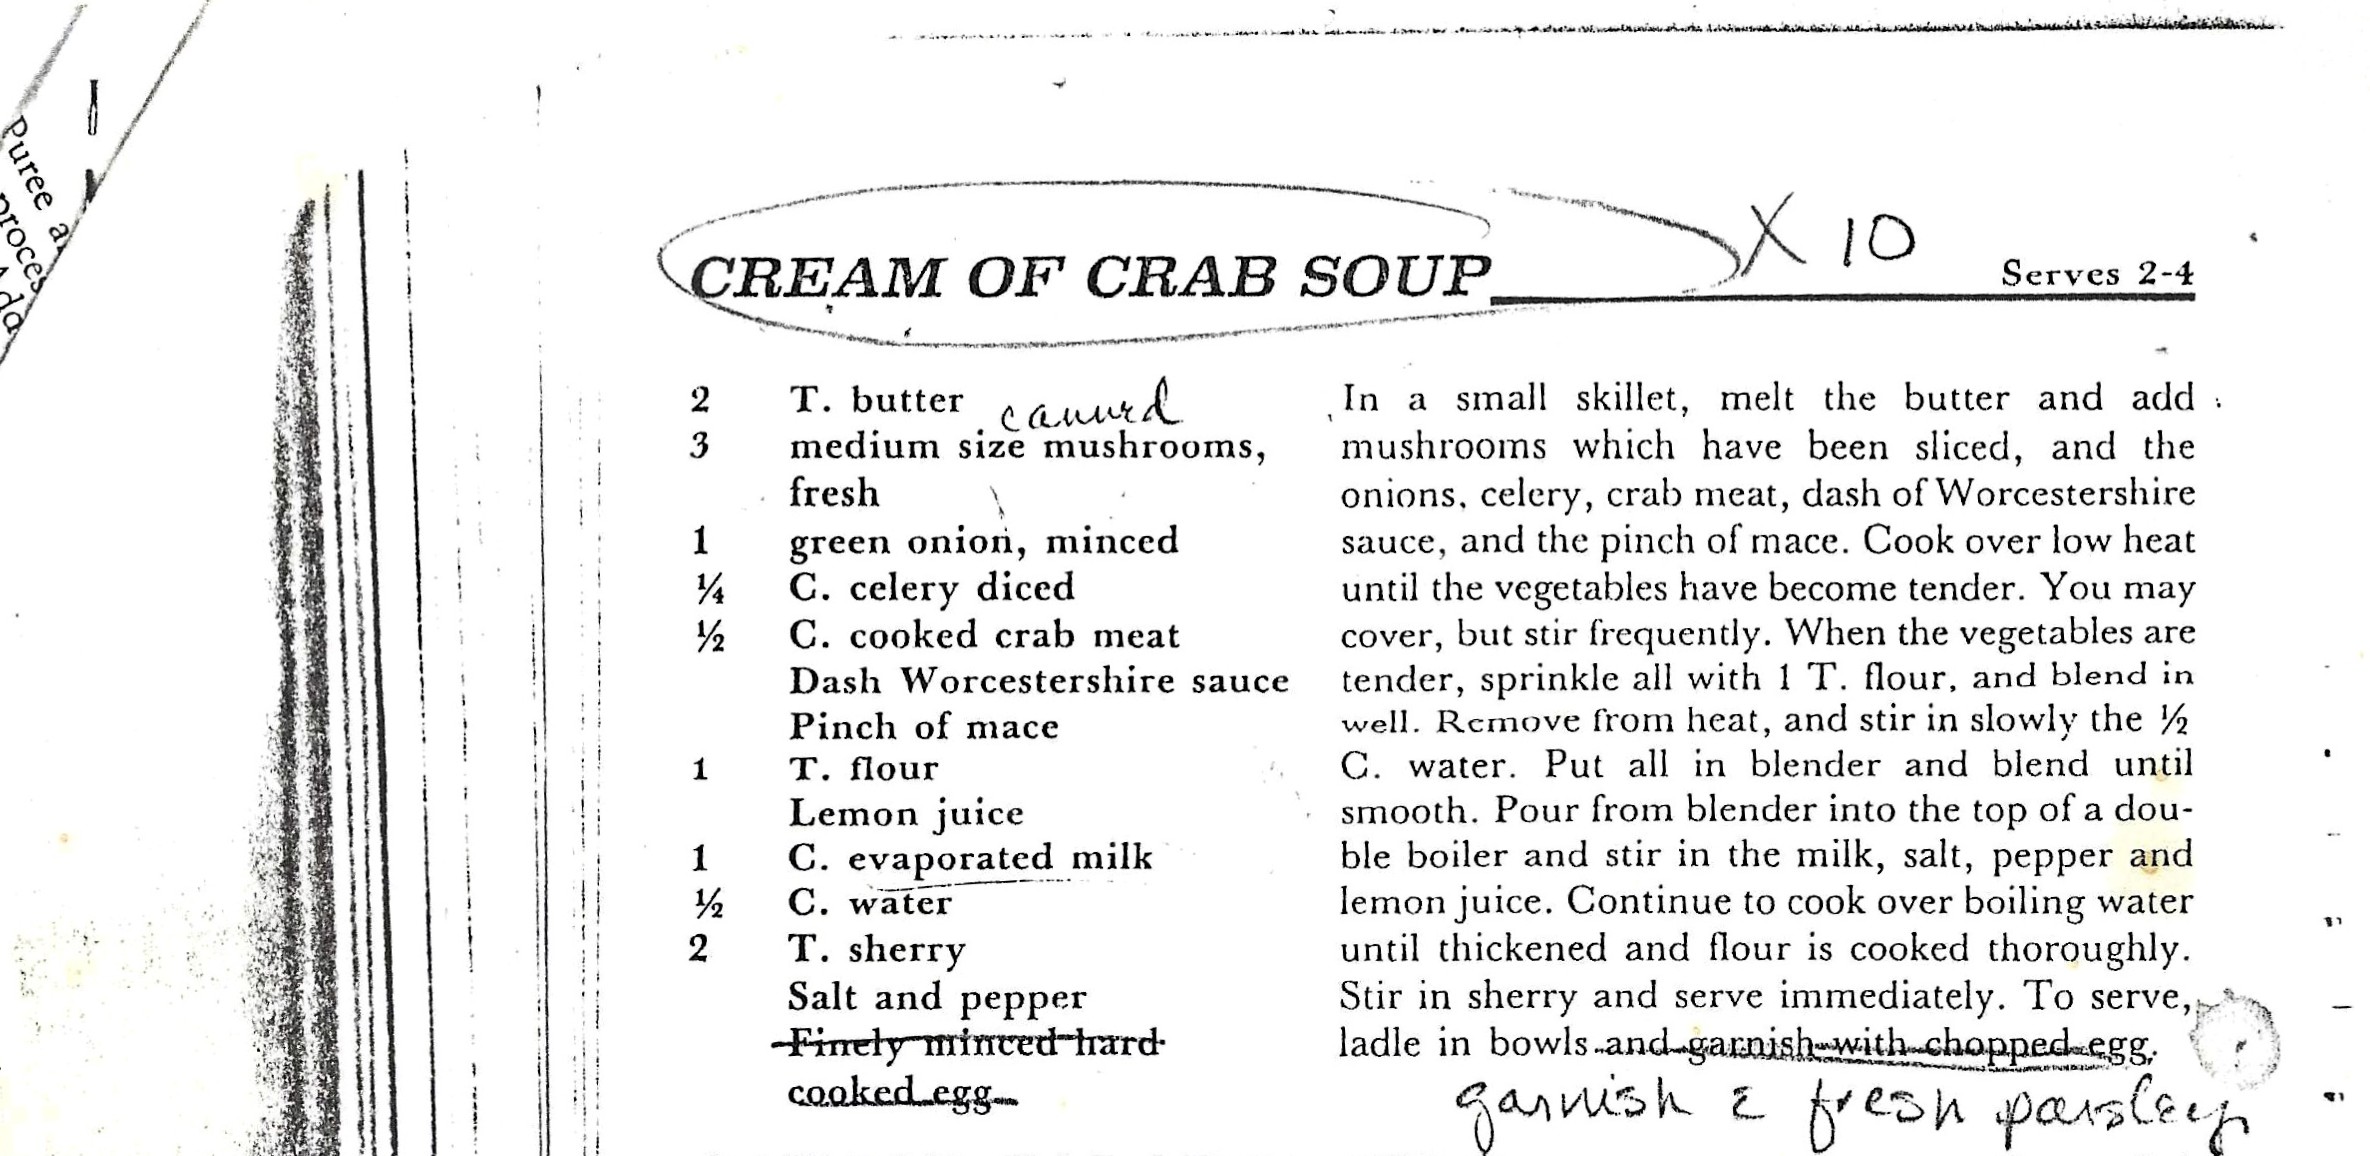 Puree a
proces
Add
X 10
CREAM OF CRAB SOUP
Serves 2-4
2 T. butter
canned
3 medium size mushrooms,
fresh
1 green onion, minced
¼ C. celery diced
½ C. cooked crab meat
Dash Worcestershire sauce
Pinch of mace
1 T. flour
Lemon juice
1 C. evaporated milk
½ C. water
2 T. sherry
Salt and pepper
Finely minced hard
cooked egg
In a small skillet, melt the butter and add
mushrooms which have been sliced, and the
onions, celery, crab meat, dash of Worcestershire
sauce, and the pinch of mace. Cook over low heat
until the vegetables have become tender. You may
cover, but stir frequently. When the vegetables are
tender, sprinkle all with 1 T. flour, and blend in
well. Remove from heat, and stir in slowly the ½
C. water. Put all in blender and blend until
smooth. Pour from blender into the top of a dou-
ble boiler and stir in the milk, salt, pepper and
lemon juice. Continue to cook over boiling water
until thickened and flour is cooked thoroughly.
Stir in sherry and serve immediately. To serve,
ladle in bowls and garnish with chopped egg.
garnish fresh parsley